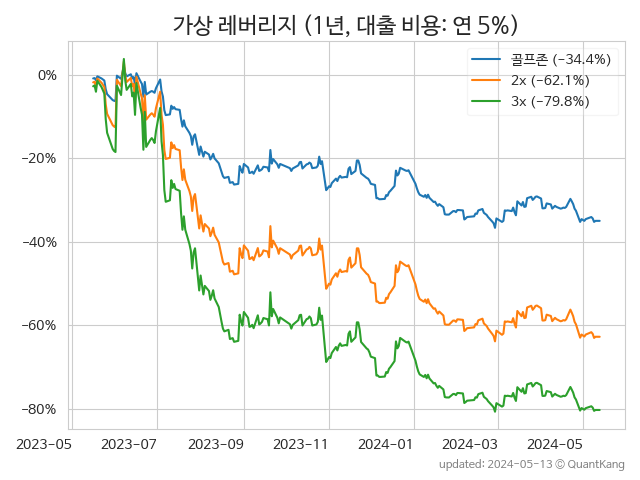 가상 레버리지 (1년, 대출 비용: 연 5%)
골프존 (−34.4%)
2x (−62.1%)
3x (−79.8%)
0%
−20%
−40%
−60%
−80%
2023-05 2023-07 2023-09 2023-11 2024-01 2024-03 2024-05
updated: 2024-05-13 © QuantKang